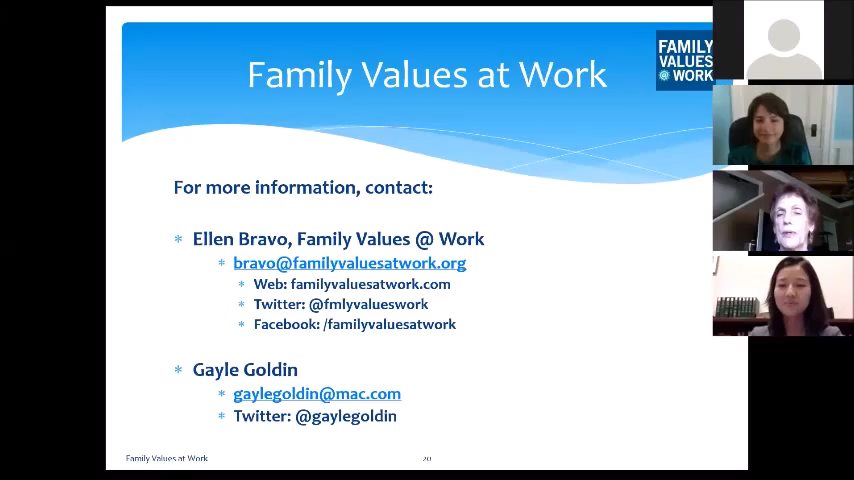 Family Values at Work
FAMILY
VALUES
@ WORK
For more information, contact:
* Ellen Bravo, Family Values @ Work
* bravo@familyvaluesatwork.org
* Web: familyvaluesatwork.com
* Twitter: @fmlyvalueswork
* Facebook: /familyvaluesatwork
* Gayle Goldin
* gaylegoldin@mac.com
* Twitter: @gaylegoldin
Family Values at Work
20